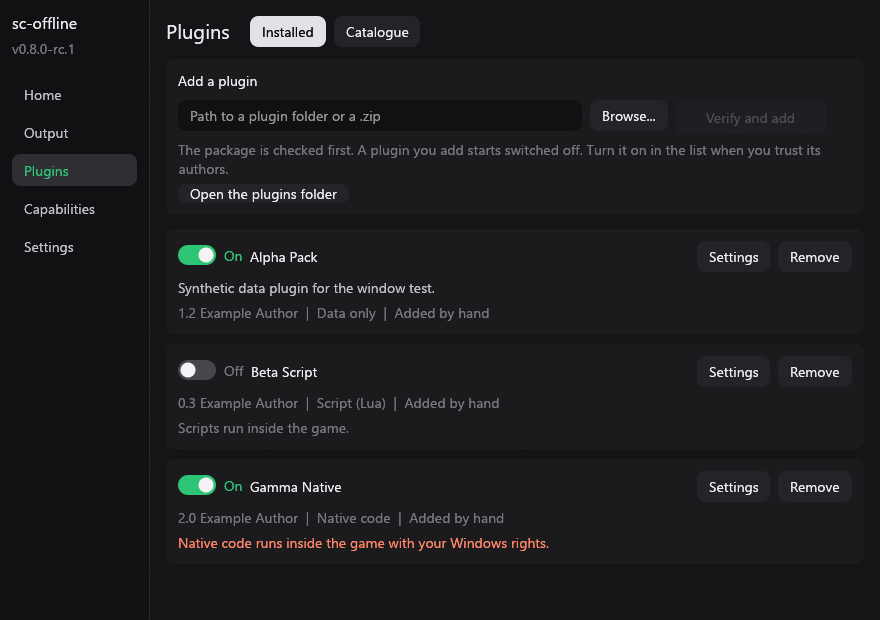 sc-offline
v0.8.0-rc.1
Home
Output
Plugins
Capabilities
Settings
Plugins Installed Catalogue
Add a plugin
Path to a plugin folder or a .zip Browse... Verify and add
The package is checked first. A plugin you add starts switched off. Turn it on in the list when you trust its
authors.
Open the plugins folder
On Alpha Pack Settings Remove
Synthetic data plugin for the window test.
1.2 Example Author | Data only | Added by hand
Off Beta Script Settings Remove
0.3 Example Author | Script (Lua) | Added by hand
Scripts run inside the game.
On Gamma Native Settings Remove
2.0 Example Author | Native code | Added by hand
Native code runs inside the game with your Windows rights.